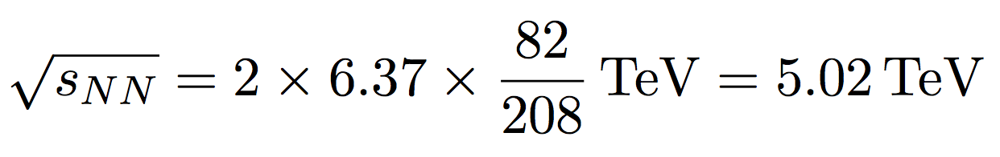 √s_NN = 2 × 6.37 × 82/208 TeV = 5.02 TeV